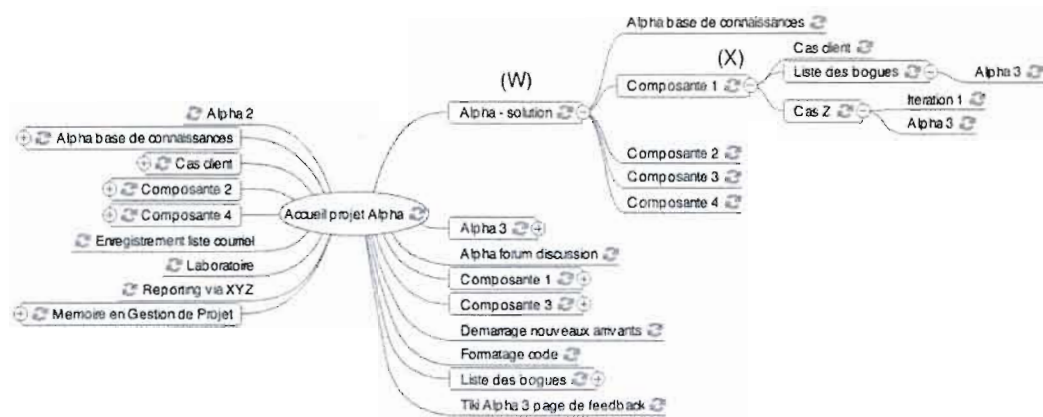 Alpha base de connaissances
(X)
Cas client
(W)
Composante 1
Liste des bogues
Alpha 3
Alpha - solution
Cas Z
Iteration 1
Alpha 3
Composante 2
Composante 3
Composante 4
Alpha 2
Alpha base de connaissances
Cas client
Composante 2
Composante 4
Enregistrement liste courriel
Laboratoire
Reporting via XYZ
Memoire en Gestion de Projet
Accueil projet Alpha
Alpha 3
Alpha forum discussion
Composante 1
Composante 3
Demarrage nouveaux arrivants
Formatage code
Liste des bogues
Tiki Alpha 3 page de feedback